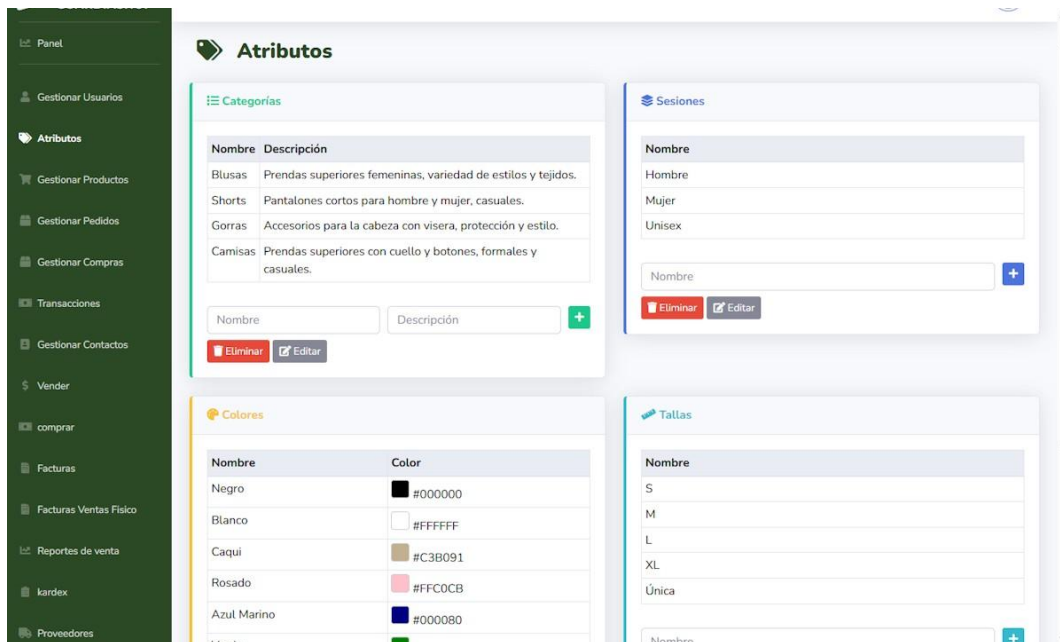 Panel
Gestionar Usuarios
Atributos
Gestionar Productos
Gestionar Pedidos
Gestionar Compras
Transacciones
Gestionar Contactos
Vender
comprar
Facturas
Facturas Ventas Fisico
Reportes de venta
kardex
Proveedores
Atributos
Categorías
Nombre Descripción
Blusas Prendas superiores femeninas, variedad de estilos y tejidos.
Shorts Pantalones cortos para hombre y mujer, casuales.
Gorras Accesorios para la cabeza con visera, protección y estilo.
Camisas Prendas superiores con cuello y botones, formales y
casuales.
Nombre Descripción +
Eliminar Editar
Sesiones
Nombre
Hombre
Mujer
Unisex
Nombre +
Eliminar Editar
Colores
Nombre Color
Negro #000000
Blanco #FFFFFF
Caqui #C3B091
Rosado #FFC0CB
Azul Marino #000080
Tallas
Nombre
S
M
L
XL
Única
Nombre +